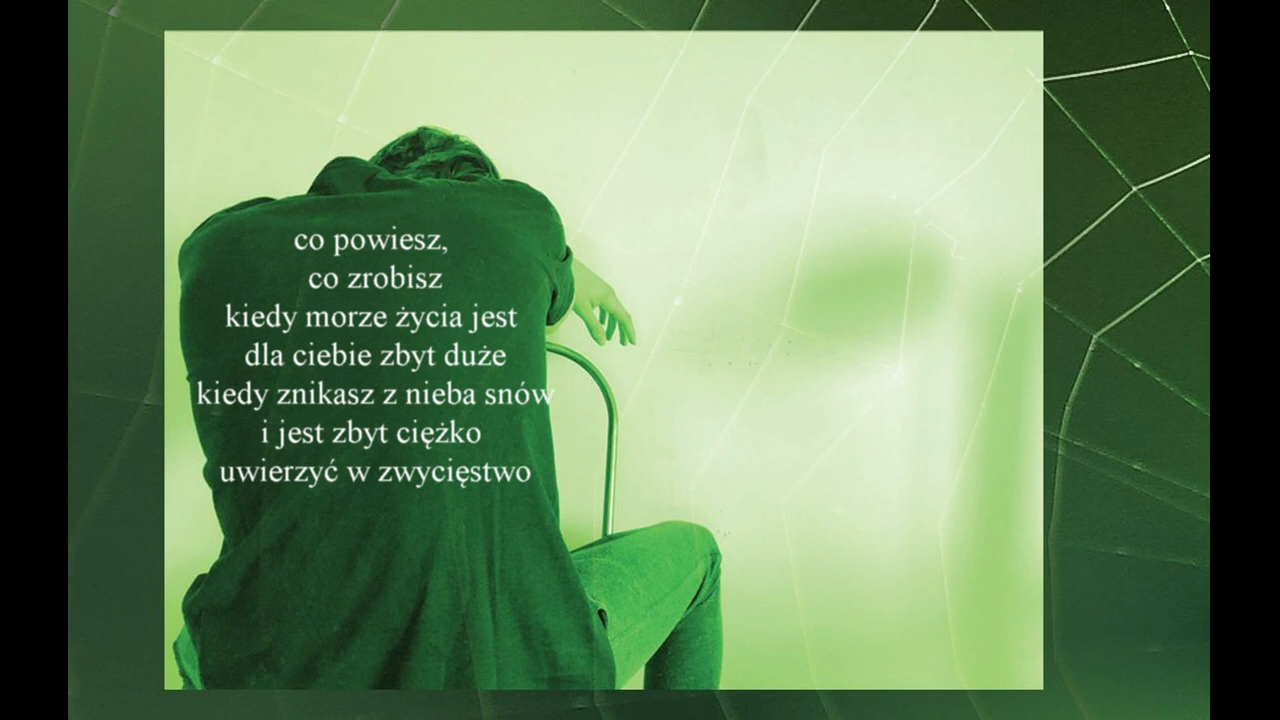 co powiesz,
co zrobisz
kiedy morze życia jest
dla ciebie zbyt duże
kiedy znikasz z nieba snów
i jest zbyt ciężko
uwierzyć w zwycięstwo